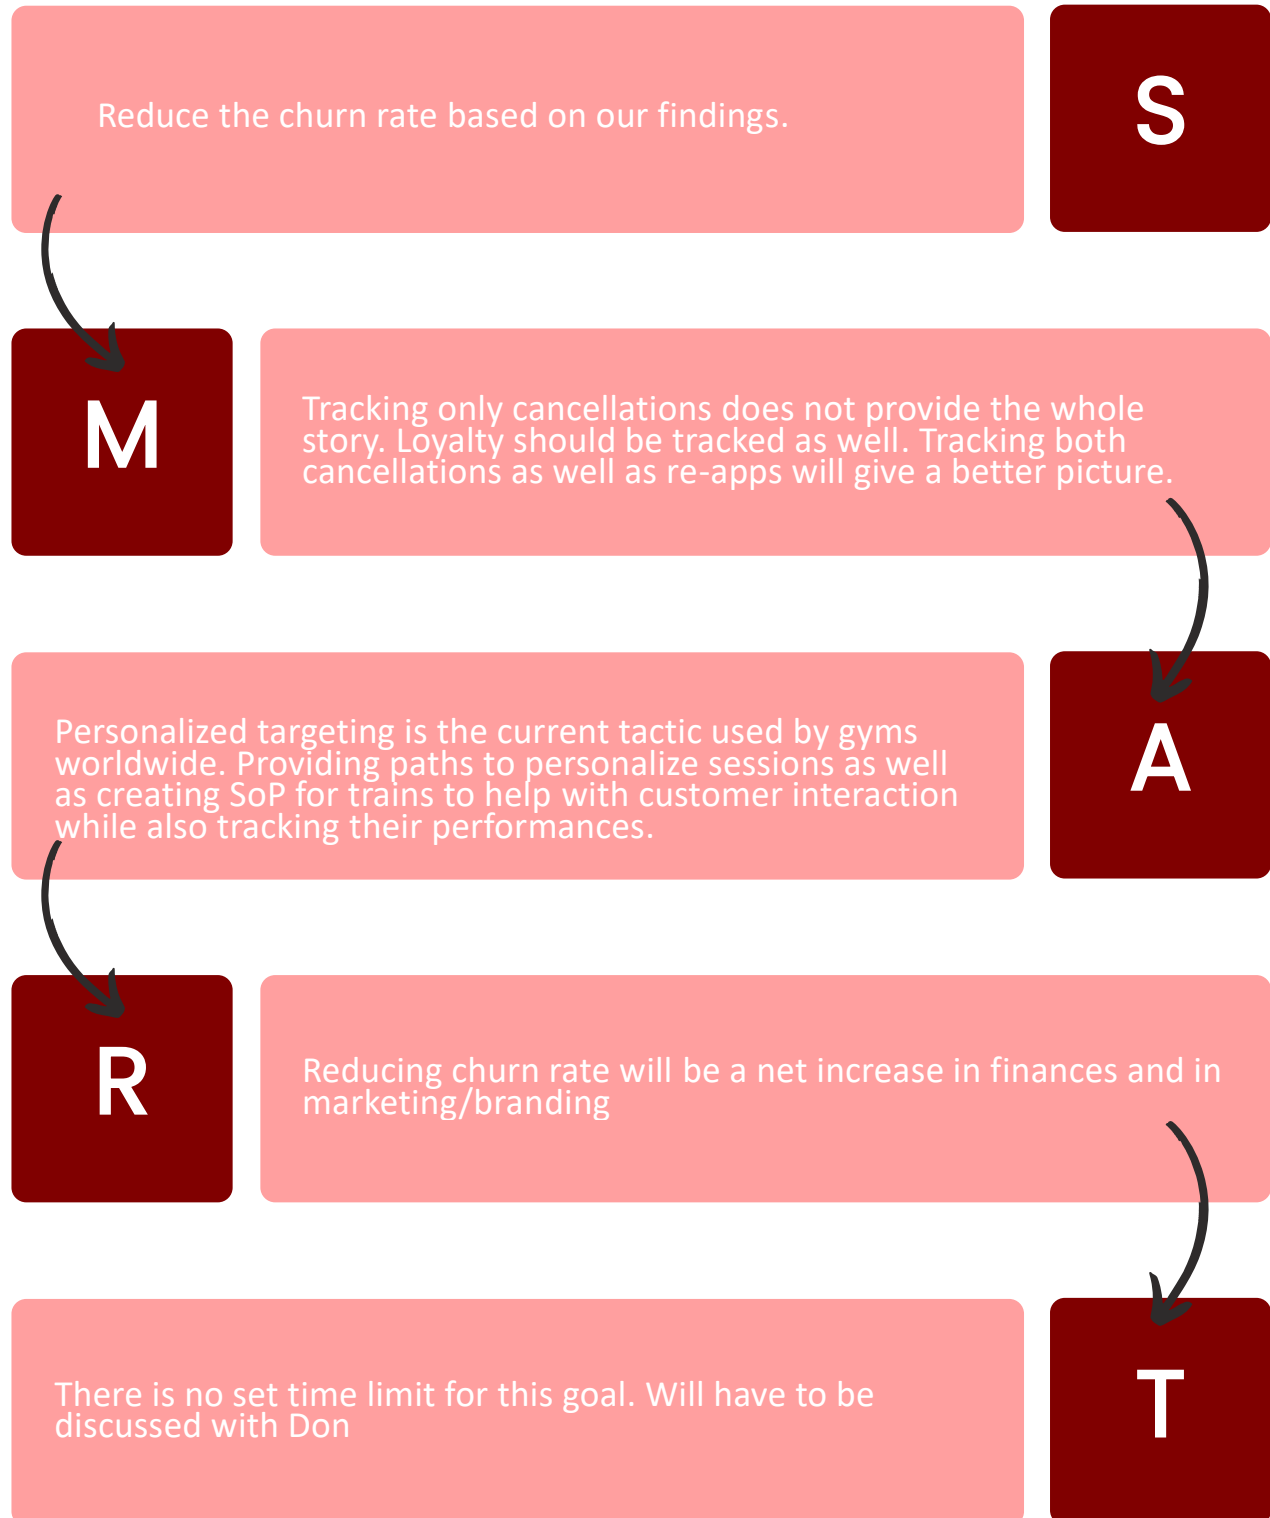 Reduce the churn rate based on our findings.
S
M
Tracking only cancellations does not provide the whole
story. Loyalty should be tracked as well. Tracking both
cancellations as well as re-apps will give a better picture.
Personalized targeting is the current tactic used by gyms
worldwide. Providing paths to personalize sessions as well
as creating SoP for trains to help with customer interaction
while also tracking their performances.
A
R
Reducing churn rate will be a net increase in finances and in
marketing/branding
There is no set time limit for this goal. Will have to be
discussed with Don
T